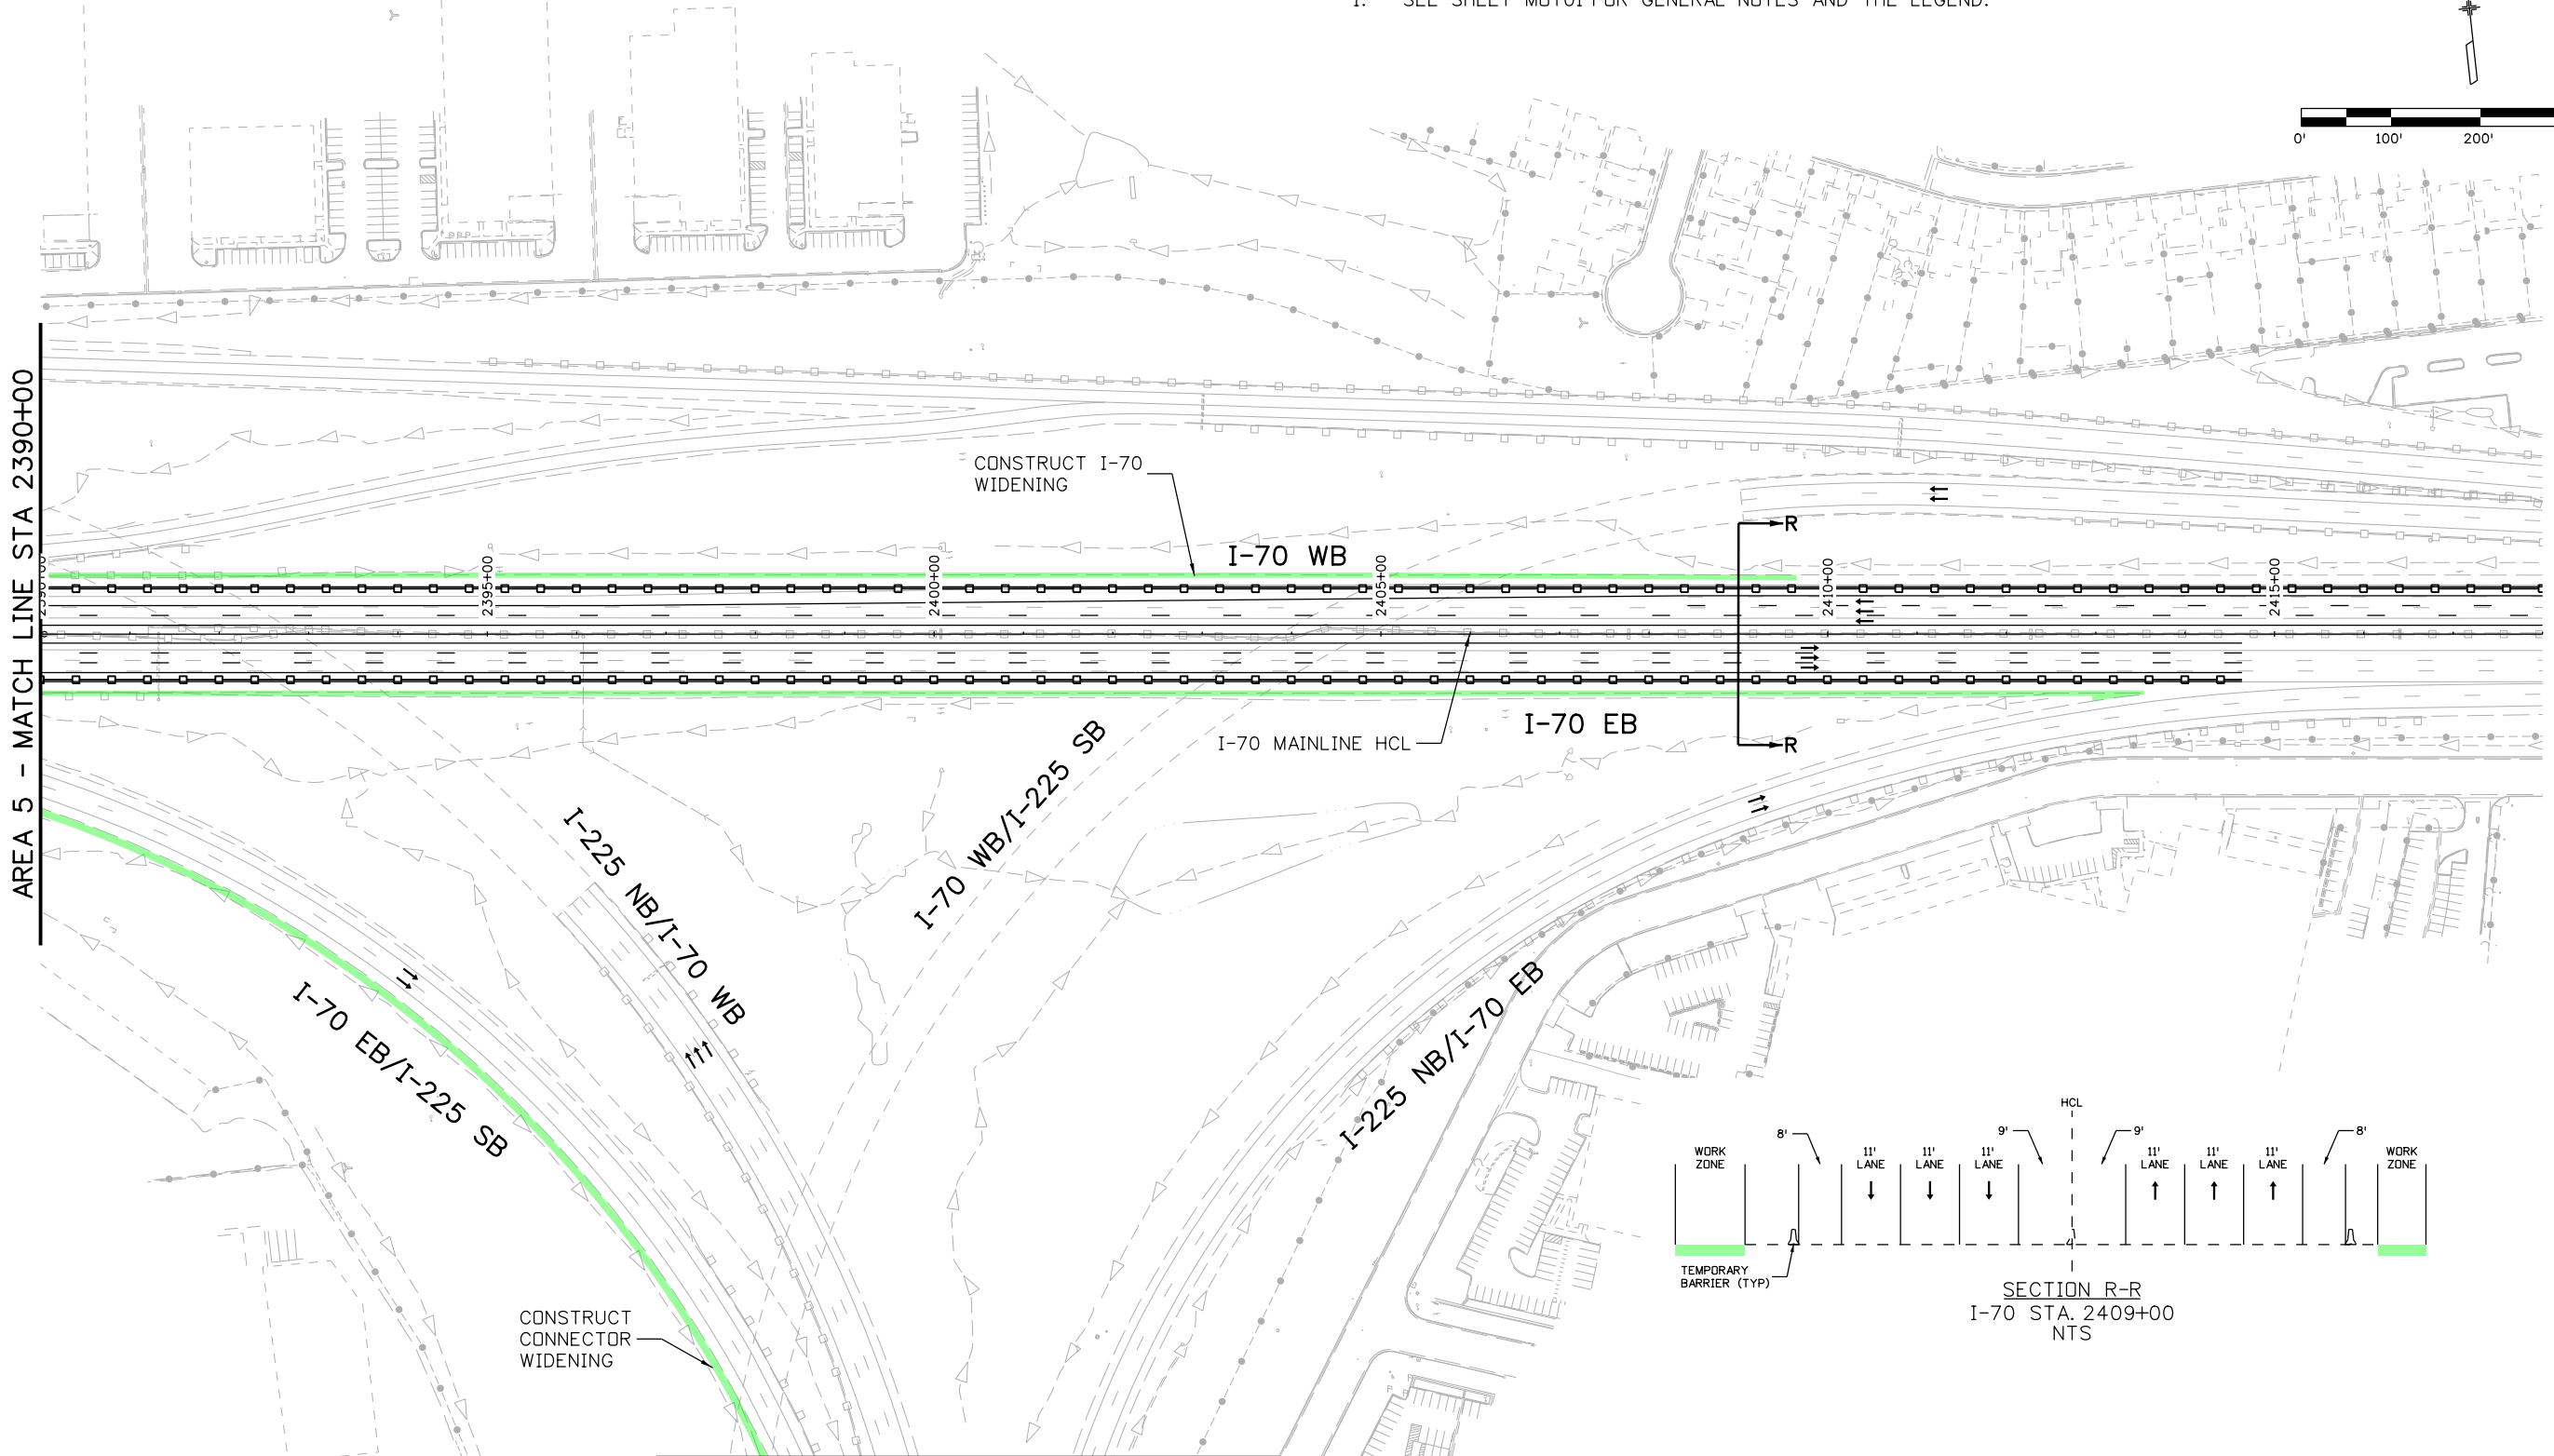 1. SEE SHEET MOT01 FOR GENERAL NOTES AND THE LEGEND.
0' 100' 200'
AREA 5 - MATCH LINE STA 2390+00
CONSTRUCT I-70
WIDENING
I-70 WB
R
2395+00
2400+00
2405+00
2410+00
2415+00
I-70 MAINLINE HCL
I-70 EB
R
I-225 NB/I-70 WB
I-70 WB/I-225 SB
I-70 EB/I-225 SB
I-225 NB/I-70 EB
CONSTRUCT
CONNECTOR
WIDENING
HCL
8' 9' 9' 8'
WORK
ZONE
11'
LANE
11'
LANE
11'
LANE
11'
LANE
11'
LANE
11'
LANE
WORK
ZONE
TEMPORARY
BARRIER (TYP)
SECTION R-R
I-70 STA. 2409+00
NTS